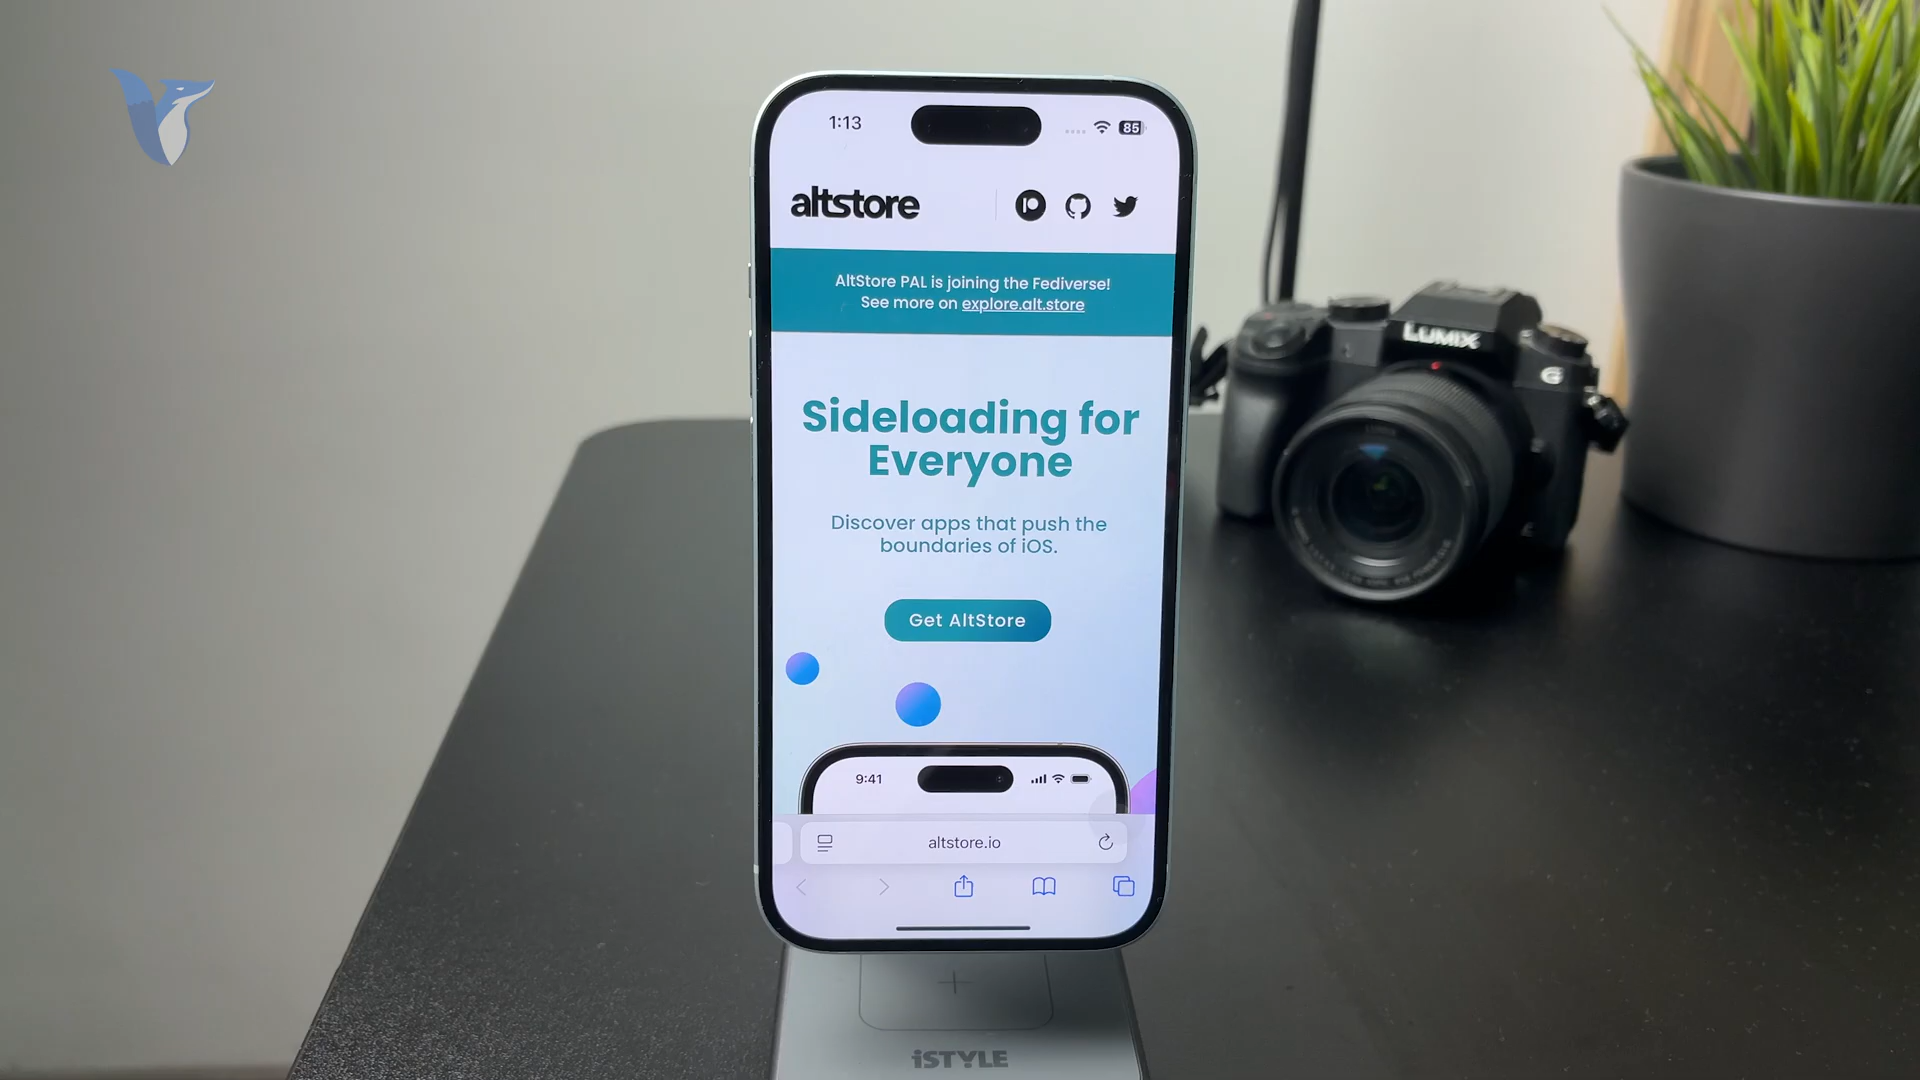 1:13
85
altstore
AltStore PAL is joining the Fediverse!
See more on explore.alt.store
Sideloading for
Everyone
Discover apps that push the
boundaries of iOS.
Get AltStore
9:41
altstore.io
LUMIX
G
iSTYLE